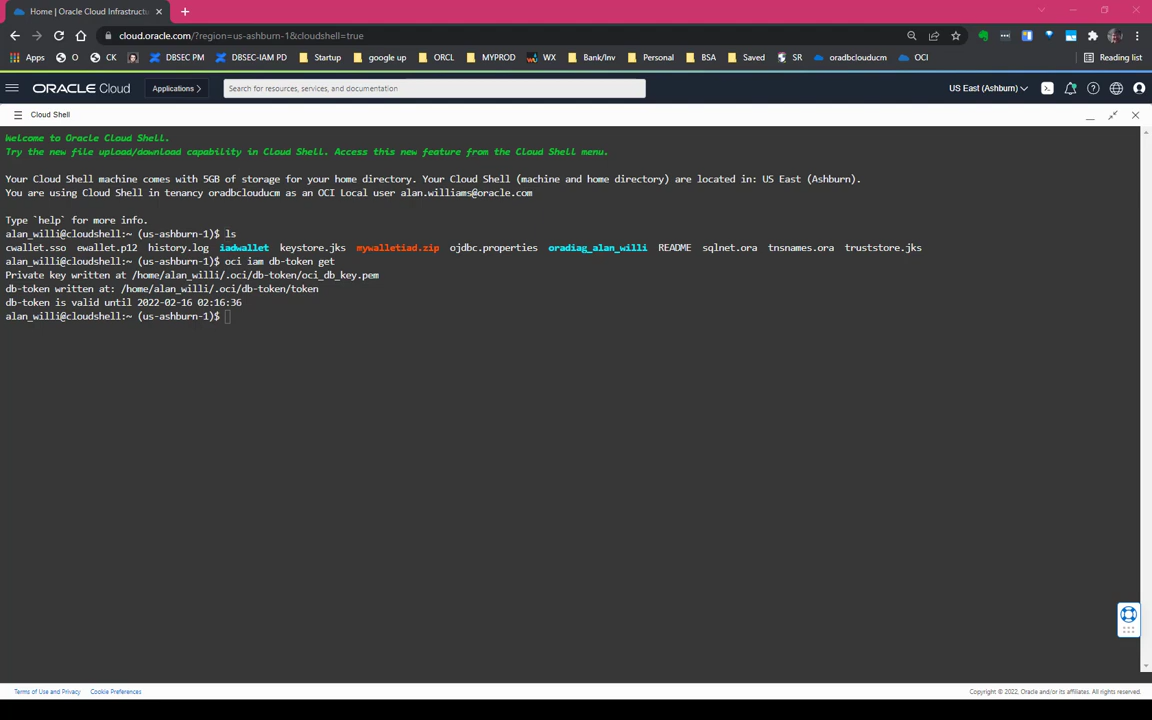 Home | Oracle Cloud Infrastructu
cloud.oracle.com/?region=us-ashburn-1&cloudshell=true
Apps O CK DBSEC PM DBSEC-IAM PD Startup google up ORCL MYPROD WX Bank/Inv Personal BSA Saved SR oradbclouducm OCI Reading list
ORACLE Cloud Applications Search for resources, services, and documentation US East (Ashburn)
Cloud Shell
Welcome to Oracle Cloud Shell.
Try the new file upload/download capability in Cloud Shell. Access this new feature from the Cloud Shell menu.
Your Cloud Shell machine comes with 5GB of storage for your home directory. Your Cloud Shell (machine and home directory) are located in: US East (Ashburn).
You are using Cloud Shell in tenancy oradbclouducm as an OCI Local user alan.williams@oracle.com
Type `help` for more info.
alan_willi@cloudshell:~ (us-ashburn-1)$ ls
cwallet.sso ewallet.p12 history.log iadwallet keystore.jks mywalletiad.zip ojdbc.properties oradiag_alan_willi README sqlnet.ora tnsnames.ora truststore.jks
alan_willi@cloudshell:~ (us-ashburn-1)$ oci iam db-token get
Private key written at /home/alan_willi/.oci/db-token/oci_db_key.pem
db-token written at: /home/alan_willi/.oci/db-token/token
db-token is valid until 2022-02-16 02:16:36
alan_willi@cloudshell:~ (us-ashburn-1)$
Terms of Use and Privacy Cookie Preferences Copyright © 2022, Oracle and/or its affiliates. All rights reserved.